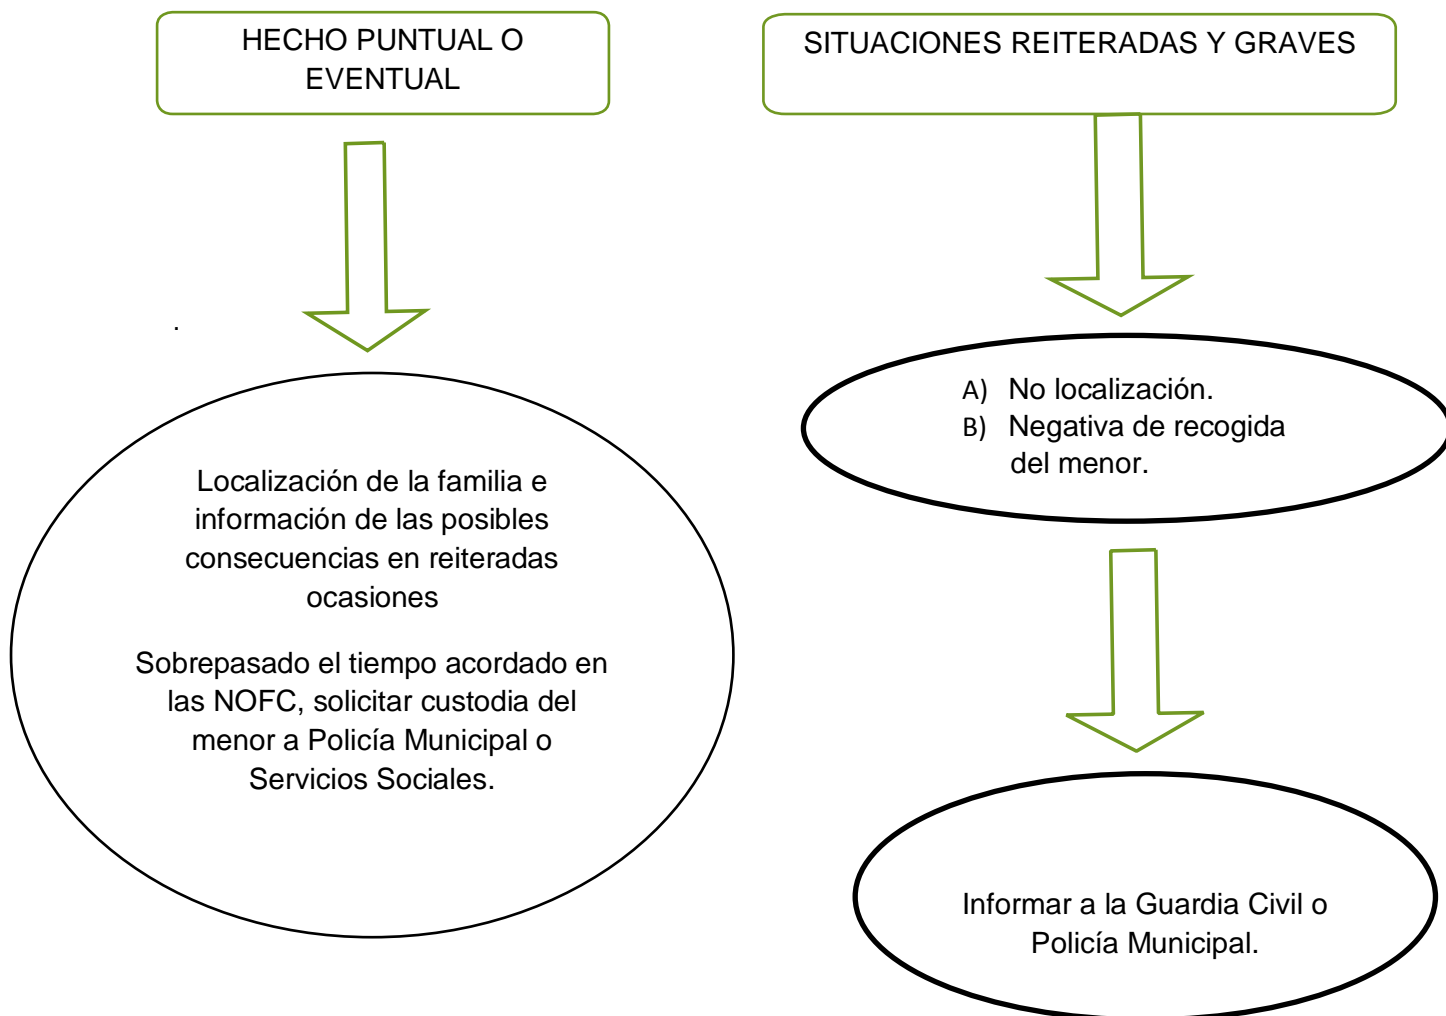 HECHO PUNTUAL O
EVENTUAL
SITUACIONES REITERADAS Y GRAVES
.
Localización de la familia e
información de las posibles
consecuencias en reiteradas
ocasiones
Sobrepasado el tiempo acordado en
las NOFC, solicitar custodia del
menor a Policía Municipal o
Servicios Sociales.
A) No localización.
B) Negativa de recogida
del menor.
Informar a la Guardia Civil o
Policía Municipal.